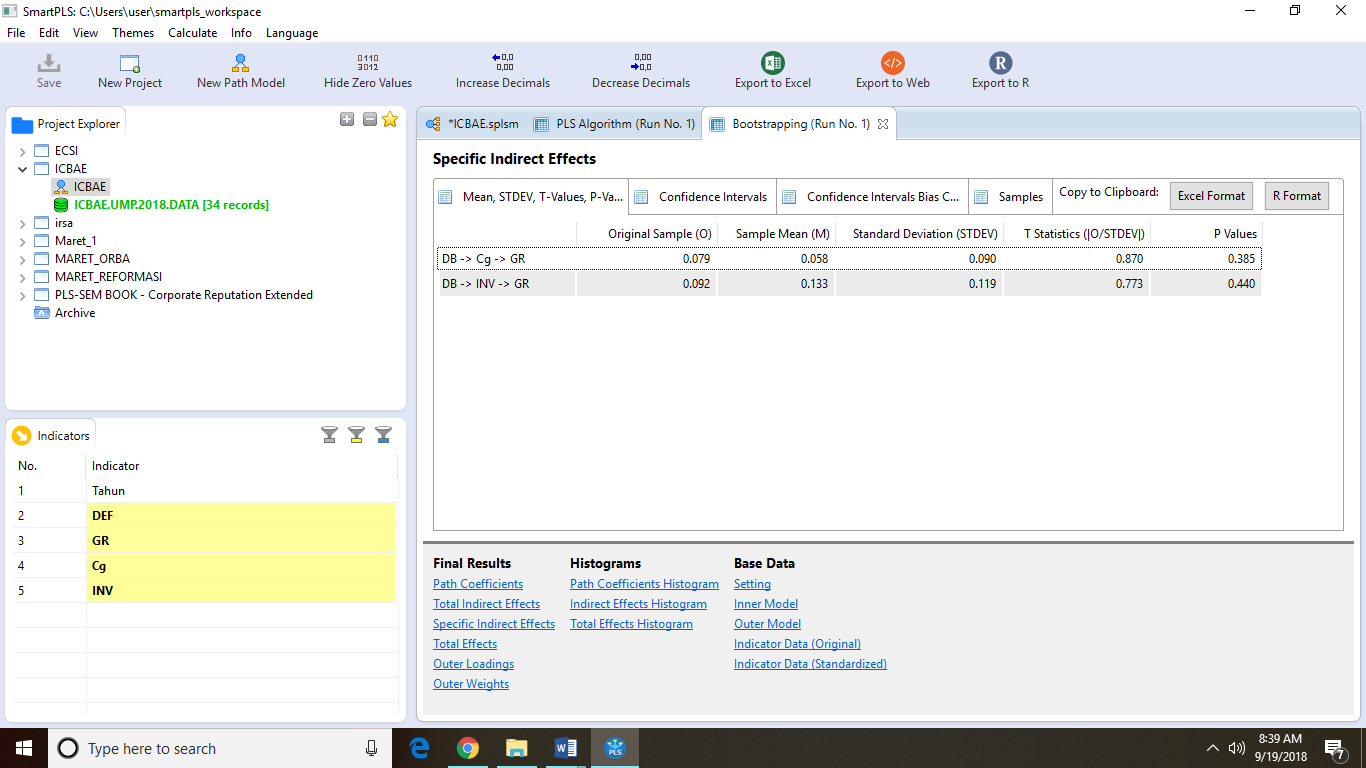 SmartPLS: C:\Users\user\smartpls_workspace
File Edit View Themes Calculate Info Language
Save New Project New Path Model Hide Zero Values Increase Decimals Decrease Decimals Export to Excel Export to Web Export to R
Project Explorer
ECSI
ICBAE
ICBAE
ICBAE.UMP.2018.DATA [34 records]
irsa
Maret_1
MARET_ORBA
MARET_REFORMASI
PLS-SEM BOOK - Corporate Reputation Extended
Archive
Indicators
No. Indicator
1 Tahun
2 DEF
3 GR
4 Cg
5 INV
*ICBAE.splsm PLS Algorithm (Run No. 1) Bootstrapping (Run No. 1)
Specific Indirect Effects
Mean, STDEV, T-Values, P-Va... Confidence Intervals Confidence Intervals Bias C... Samples Copy to Clipboard: Excel Format R Format
Original Sample (O) Sample Mean (M) Standard Deviation (STDEV) T Statistics (|O/STDEV|) P Values
DB -> Cg -> GR 0.079 0.058 0.090 0.870 0.385
DB -> INV -> GR 0.092 0.133 0.119 0.773 0.440
Final Results Histograms Base Data
Path Coefficients Path Coefficients Histogram Setting
Total Indirect Effects Indirect Effects Histogram Inner Model
Specific Indirect Effects Total Effects Histogram Outer Model
Total Effects Indicator Data (Original)
Outer Loadings Indicator Data (Standardized)
Outer Weights
Type here to search
8:39 AM
9/19/2018
7